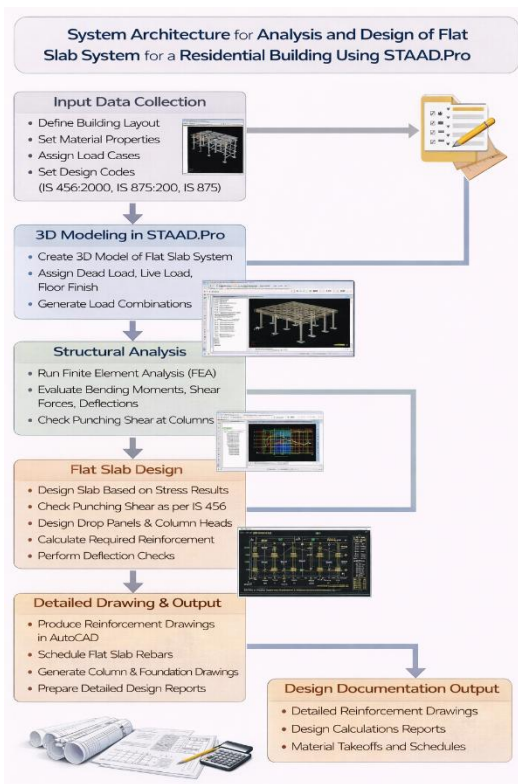 System Architecture for Analysis and Design of Flat
Slab System for a Residential Building Using STAAD.Pro
Input Data Collection
• Define Building Layout
• Set Material Properties
• Assign Load Cases
• Set Design Codes
(IS 456:2000, IS 875:200, IS 875)
3D Modeling in STAAD.Pro
• Create 3D Model of Flat Slab System
• Assign Dead Load, Live Load,
Floor Finish
• Generate Load Combinations
Structural Analysis
• Run Finite Element Analysis (FEA)
• Evaluate Bending Moments, Shear
Forces, Deflections
• Check Punching Shear at Columns
Flat Slab Design
• Design Slab Based on Stress Results
• Check Punching Shear as per IS 456
• Design Drop Panels & Column Heads
• Calculate Required Reinforcement
• Perform Deflection Checks
Detailed Drawing & Output
• Produce Reinforcement Drawings
in AutoCAD
• Schedule Flat Slab Rebars
• Generate Column & Foundation Drawings
• Prepare Detailed Design Reports
Design Documentation Output
• Detailed Reinforcement Drawings
• Design Calculations Reports
• Material Takeoffs and Schedules